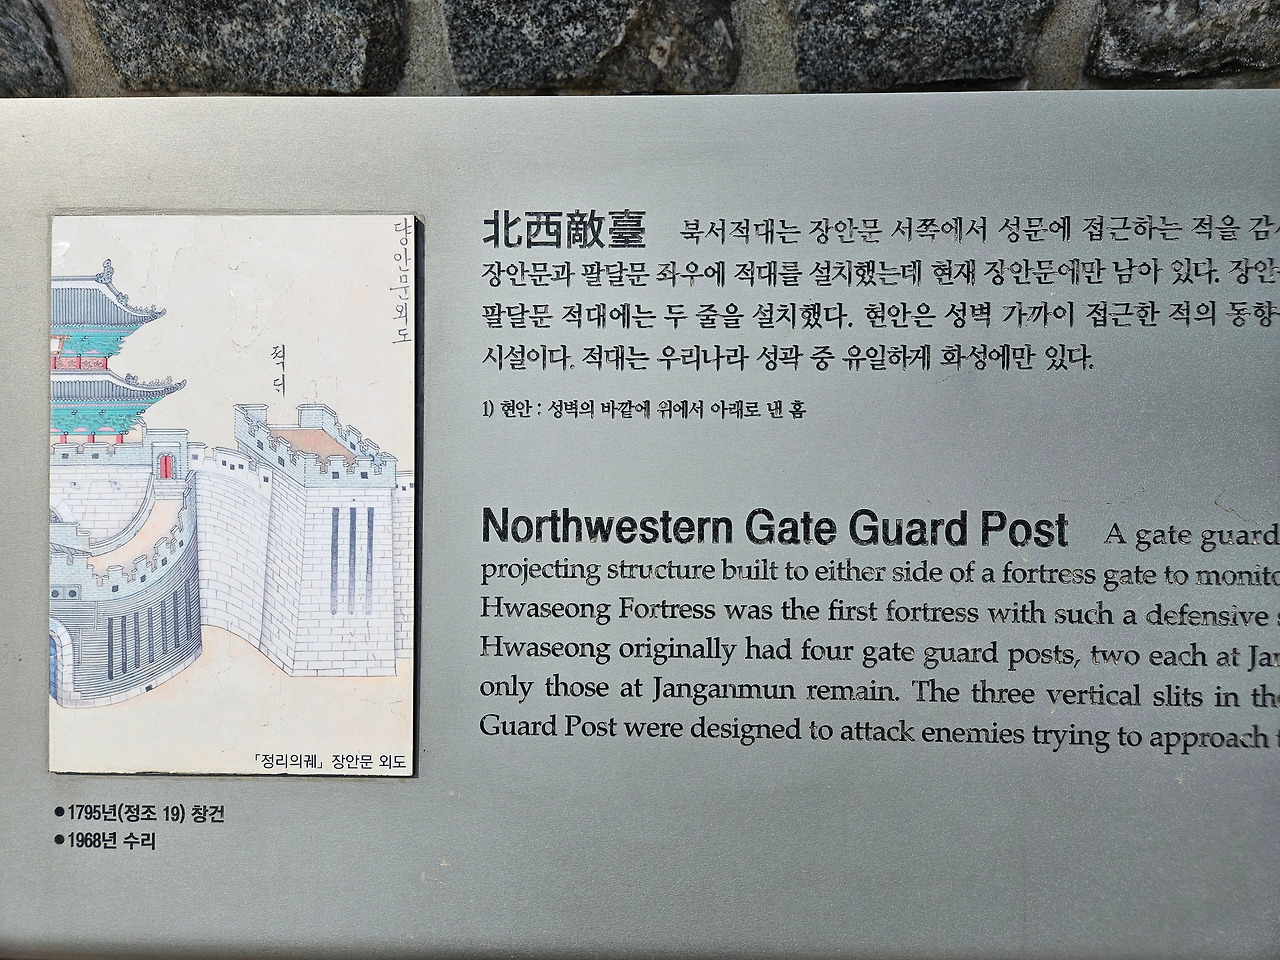 당안문외도
적ᄃᆡ
「정리의궤」 장안문 외도
●1795년(정조 19) 창건
●1968년 수리
北西敵臺 북서적대는 장안문 서쪽에서 성문에 접근하는 적을
장안문과 팔달문 좌우에 적대를 설치했는데 현재 장안문에만 남아 있다.
팔달문 적대에는 두 줄을 설치했다. 현안은 성벽 가까이 접근한 적의
시설이다. 적대는 우리나라 성곽 중 유일하게 화성에만 있다.
1) 현안 : 성벽의 바깥에 위에서 아래로 낸 홈
Northwestern Gate Guard Post A gate guard
projecting structure built to either side of a fortress gate to
Hwaseong Fortress was the first fortress with such a defensive
Hwaseong originally had four gate guard posts, two each at
only those at Janganmun remain. The three vertical slits in
Guard Post were designed to attack enemies trying to approach